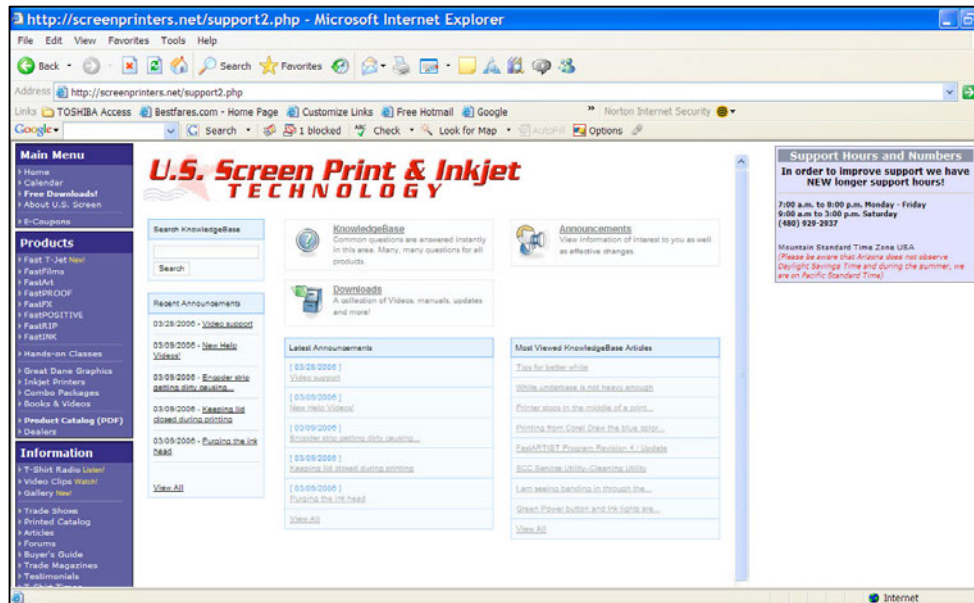 http://screenprinters.net/support2.php - Microsoft Internet Explorer
File Edit View Favorites Tools Help
Back Search Favorites
Address http://screenprinters.net/support2.php
Links TOSHIBA Access Bestfares.com - Home Page Customize Links Free Hotmail Google » Norton Internet Security
Google Search 1 blocked Check Look for Map AutoFill Options
Main Menu
Home
Calendar
Free Downloads!
About U.S. Screen
E-Coupons
Products
Fast T-Jet New!
FastFilms
FastArt
FastPROOF
FastFX
FastPOSITIVE
FastRIP
FastINK
Hands-on Classes
Great Dane Graphics
Inkjet Printers
Combo Packages
Books & Videos
Product Catalog (PDF)
Dealers
Information
T-Shirt Radio Listen!
Video Clips Watch!
Gallery New!
Trade Shows
Printed Catalog
Articles
Forums
Buyer's Guide
Trade Magazines
Testimonials
T-Shirt Times
U.S. Screen Print & Inkjet
TECHNOLOGY
Search KnowledgeBase
Search
Recent Announcements
03/28/2006 - Video support
03/09/2006 - New Help
Videos!
03/09/2006 - Encoder strip
getting dirty causing...
03/09/2006 - Keeping lid
closed during printing
03/09/2006 - Purging the ink
head
View All
KnowledgeBase
Common questions are answered instantly
in this area. Many, many questions for all
products.
Announcements
View information of interest to you as well
as effective changes.
Downloads
A collection of Videos, manuals, updates
and more!
Latest Announcements
[ 03/28/2006 ]
Video support
[ 03/09/2006 ]
New Help Videos!
[ 03/09/2006 ]
Encoder strip getting dirty causing...
[ 03/09/2006 ]
Keeping lid closed during printing
[ 03/09/2006 ]
Purging the ink head
View All
Most Viewed KnowledgeBase Articles
Tips for better white
White underbase is not heavy enough
Printer stops in the middle of a print...
Printing from Corel Draw the blue color...
FastARTIST Program Revision 4 / Update
SCC Service Utility-Cleaning Utility
I am seeing banding in through the...
Green Power button and Ink lights are...
View All
Support Hours and Numbers
In order to improve support we have
NEW longer support hours!
7:00 a.m. to 8:00 p.m. Monday - Friday
9:00 a.m. to 3:00 p.m. Saturday
(480) 929-2937
Mountain Standard Time Zone USA
(Please be aware that Arizona does not observe
Daylight Savings Time and during the summer, we
are on Pacific Standard Time)
Internet